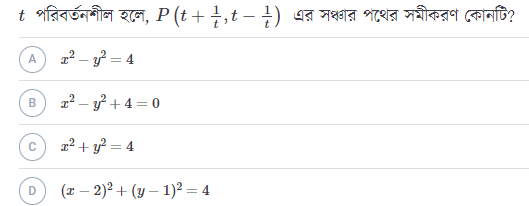 t পরিবর্তনশীল হলে, P(t + 1/t, t − 1/t) এর সঞ্চার পথের সমীকরণ কোনটি?
A x² − y² = 4
B x² − y² + 4 = 0
C x² + y² = 4
D (x − 2)² + (y − 1)² = 4